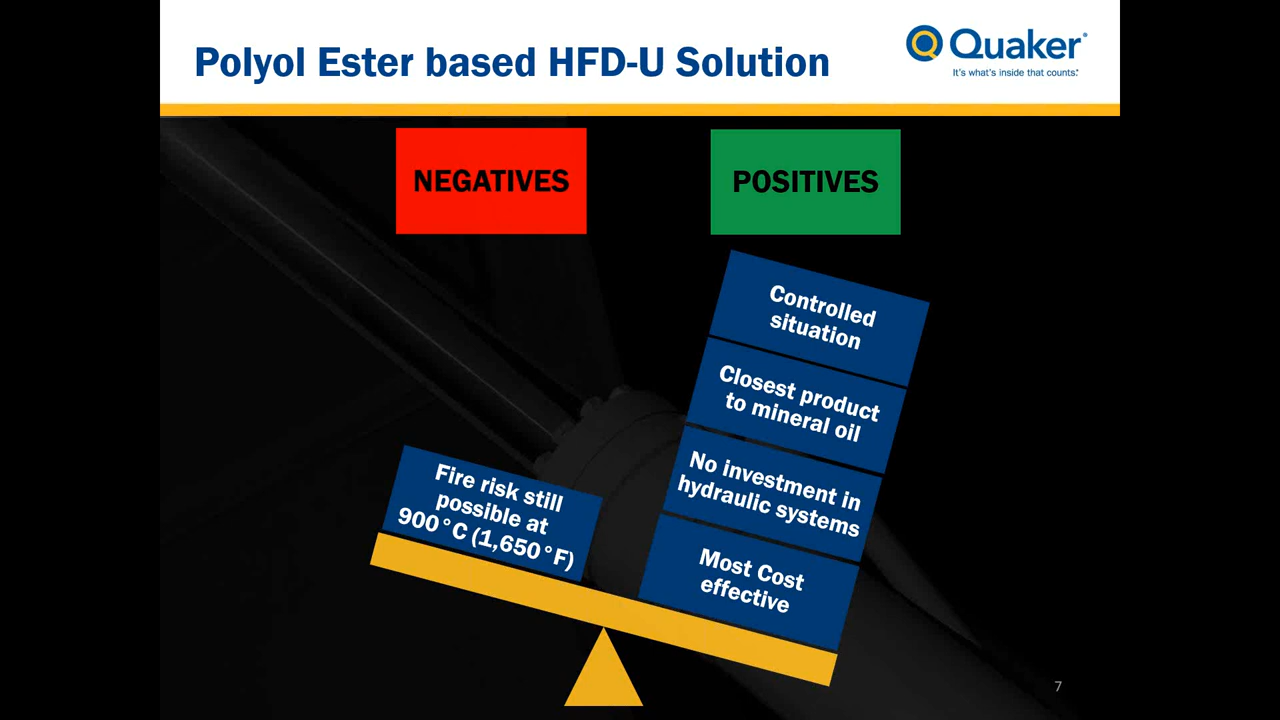 Polyol Ester based HFD-U Solution
Quaker®
It's what's inside that counts.™
NEGATIVES
POSITIVES
Controlled
situation
Closest product
to mineral oil
No investment in
hydraulic systems
Most Cost
effective
Fire risk still
possible at
900°C (1,650°F)
7